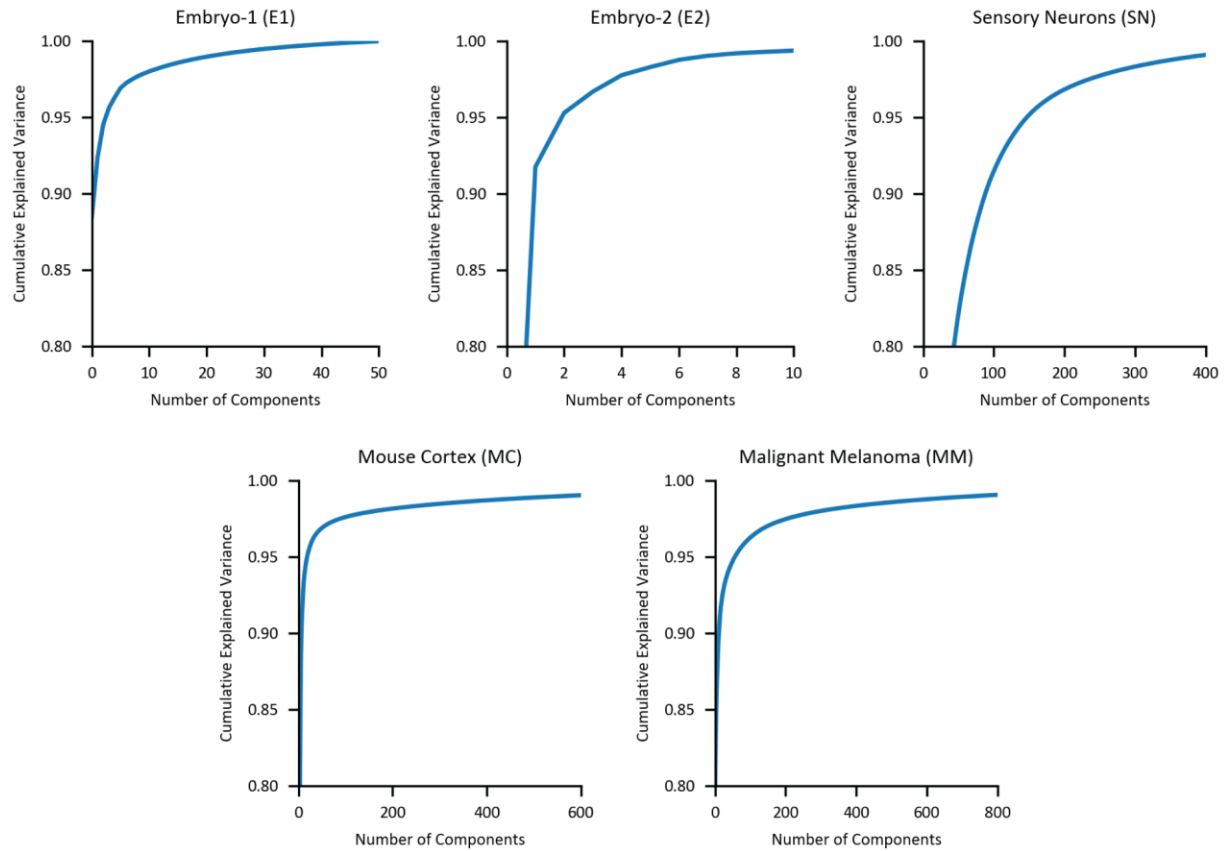 Embryo-1 (E1)
1.00
0.95
0.90
0.85
0.80
0 10 20 30 40 50
Number of Components
Cumulative Explained Variance
Embryo-2 (E2)
1.00
0.95
0.90
0.85
0.80
0 2 4 6 8 10
Number of Components
Cumulative Explained Variance
Sensory Neurons (SN)
1.00
0.95
0.90
0.85
0.80
0 100 200 300 400
Number of Components
Cumulative Explained Variance
Mouse Cortex (MC)
1.00
0.95
0.90
0.85
0.80
0 200 400 600
Number of Components
Cumulative Explained Variance
Malignant Melanoma (MM)
1.00
0.95
0.90
0.85
0.80
0 200 400 600 800
Number of Components
Cumulative Explained Variance